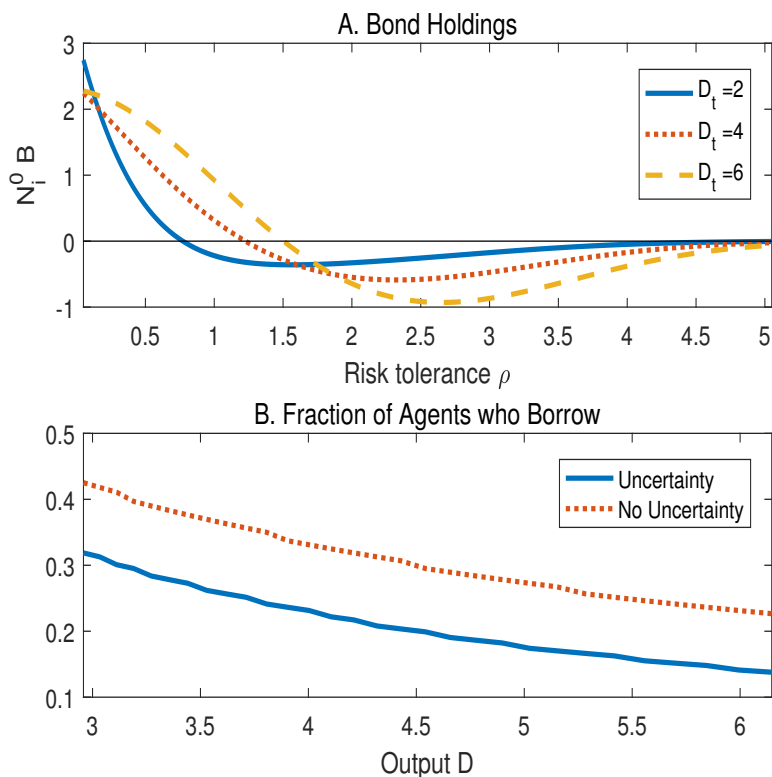 A. Bond Holdings
3
2
1
0
-1
N_i^0 B
D_t =2
D_t =4
D_t =6
0.5 1 1.5 2 2.5 3 3.5 4 4.5 5
Risk tolerance ρ
B. Fraction of Agents who Borrow
0.5
0.4
0.3
0.2
0.1
Uncertainty
No Uncertainty
3 3.5 4 4.5 5 5.5 6
Output D